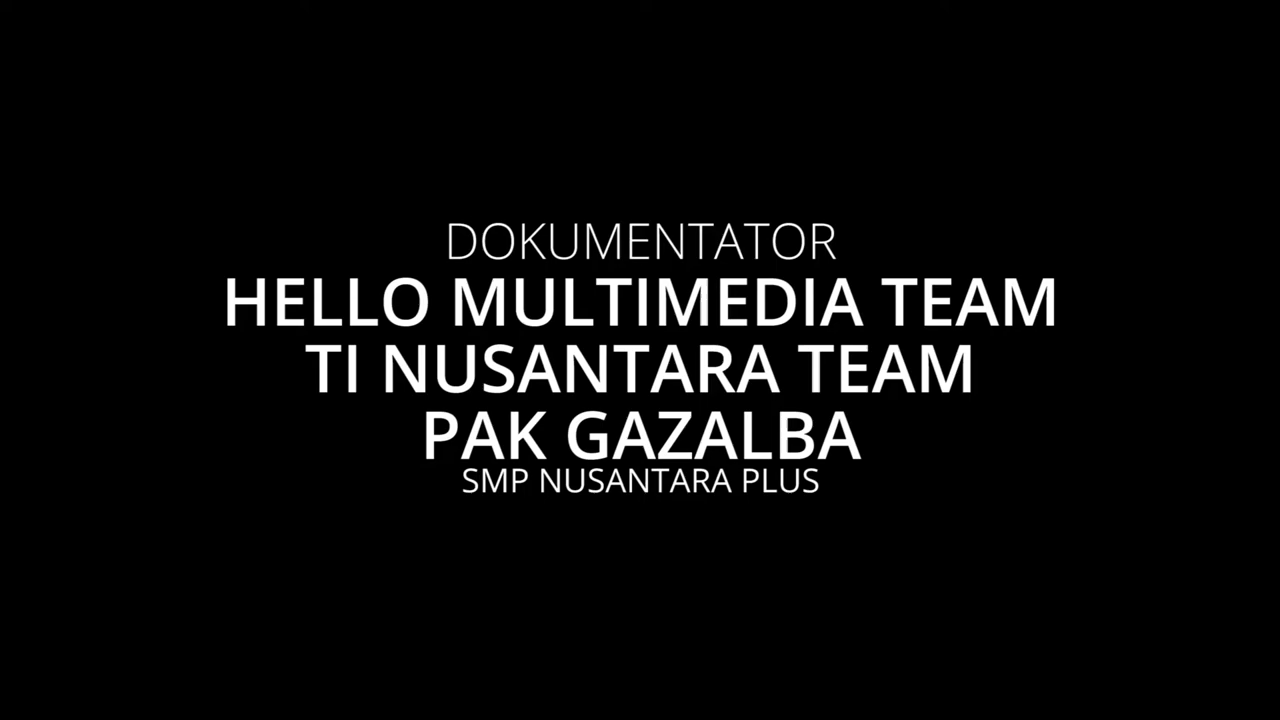 DOKUMENTATOR
HELLO MULTIMEDIA TEAM
TI NUSANTARA TEAM
PAK GAZALBA
SMP NUSANTARA PLUS